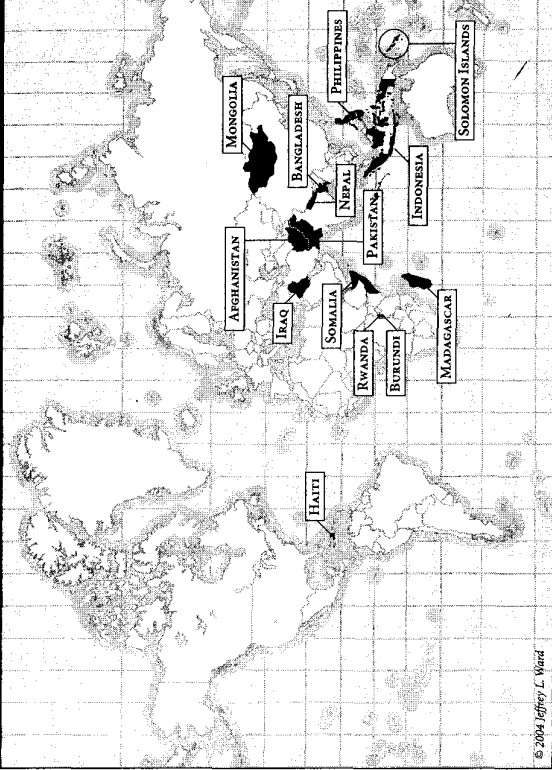 MONGOLIA
PHILIPPINES
BANGLADESH
AFGHANISTAN
NEPAL
IRAQ
PAKISTAN
SOLOMON ISLANDS
HAITI
SOMALIA
RWANDA
BURUNDI
INDONESIA
MADAGASCAR
© 2004 Jeffrey L. Ward